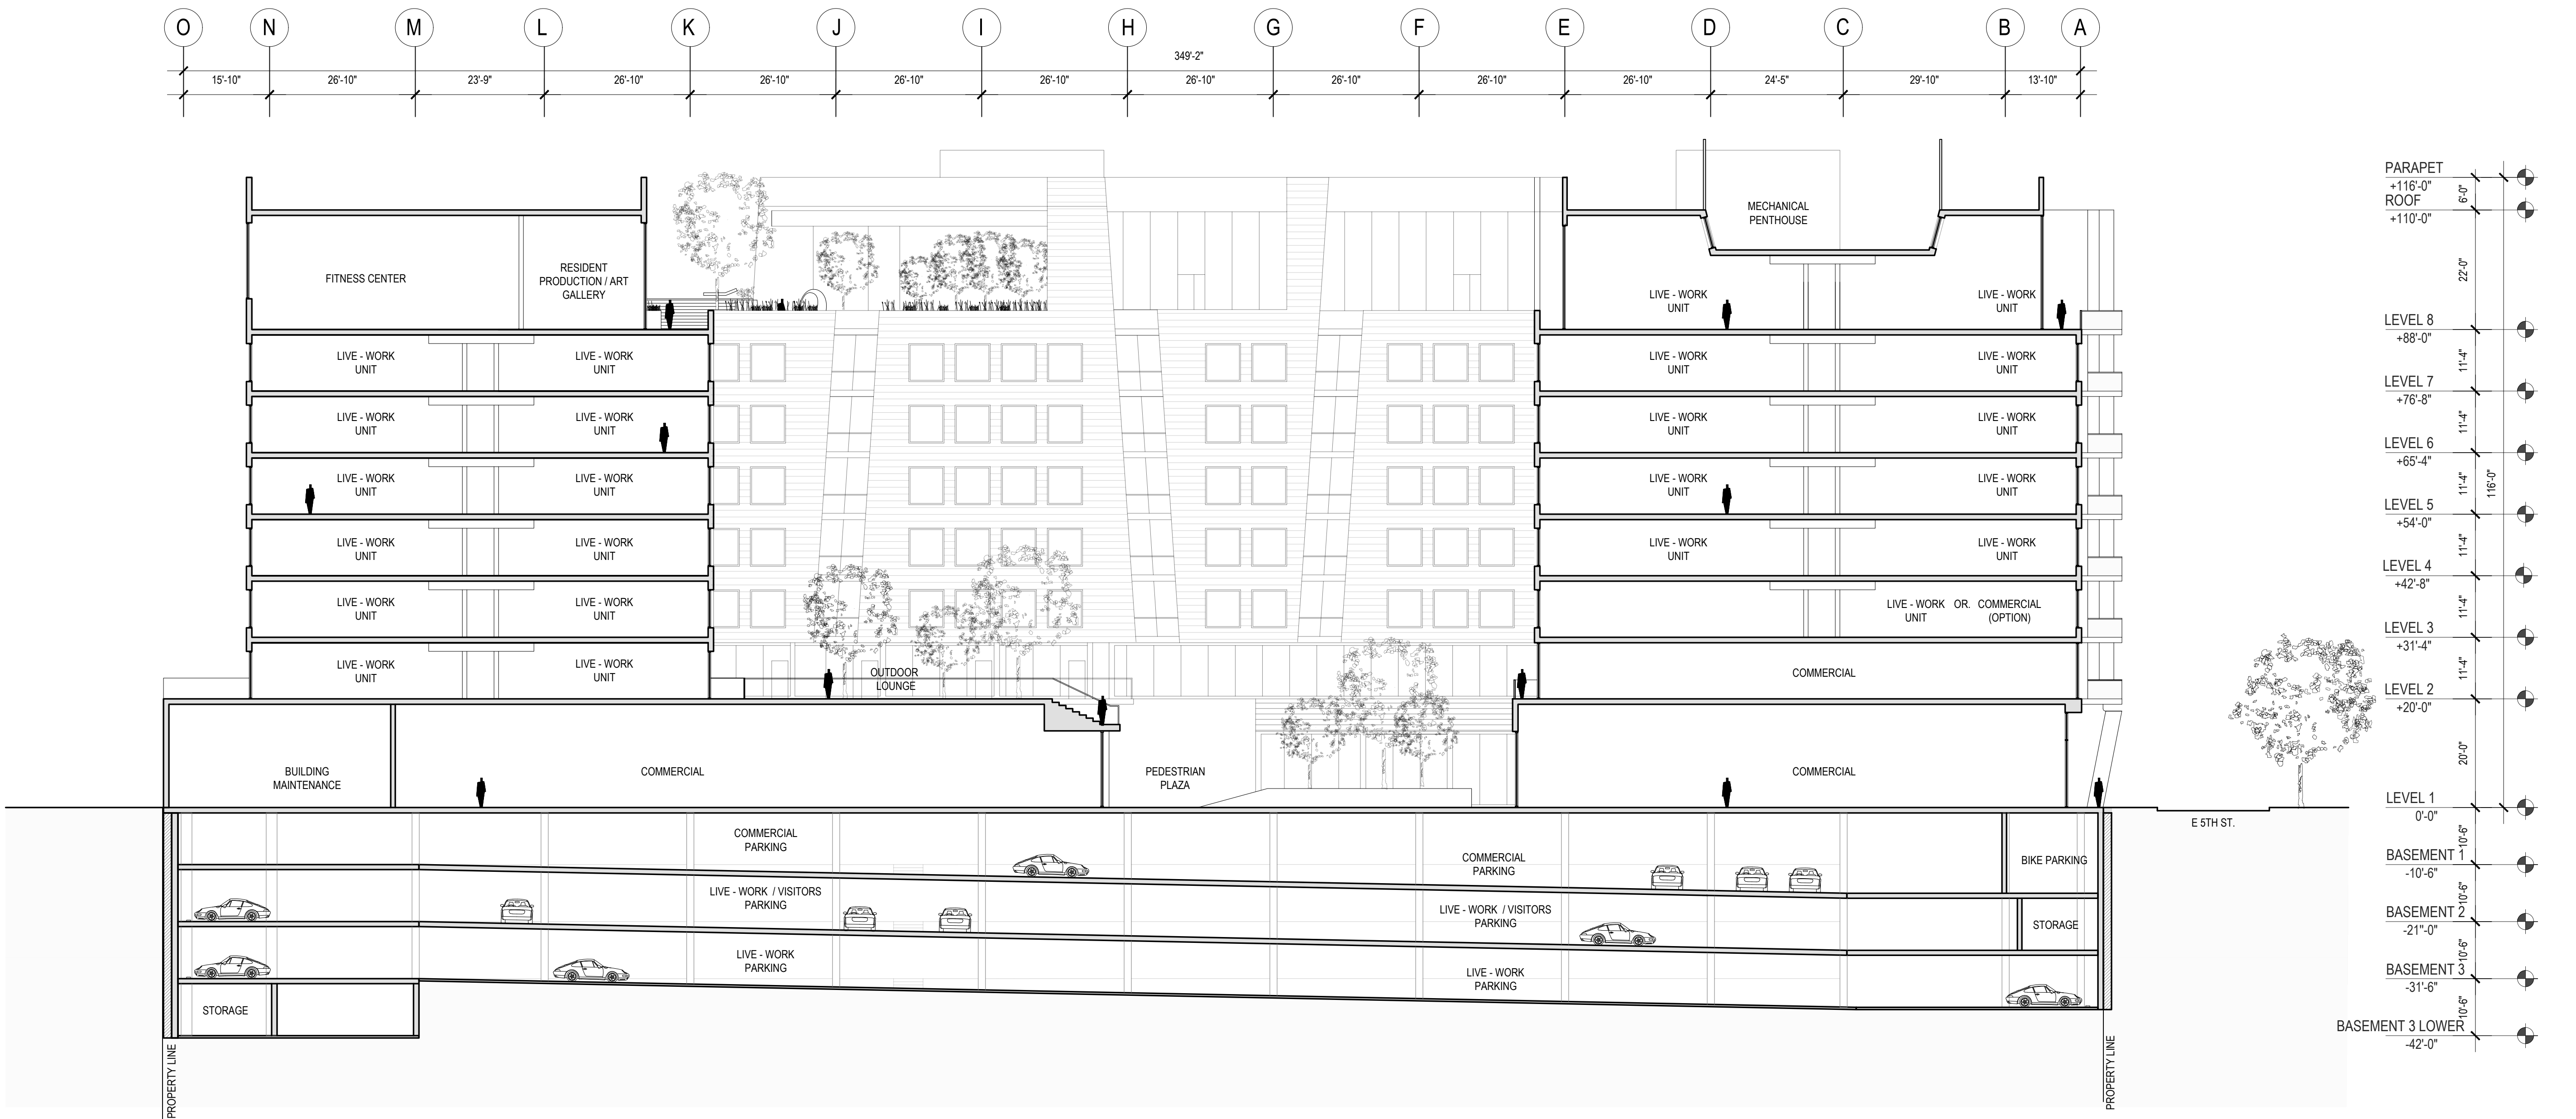 O N M L K J I H G F E D C B A
349'-2"
15'-10" 26'-10" 23'-9" 26'-10" 26'-10" 26'-10" 26'-10" 26'-10" 26'-10" 26'-10" 26'-10" 24'-5" 29'-10" 13'-10"
PARAPET
+116'-0"
6'-0"
ROOF
+110'-0"
MECHANICAL
PENTHOUSE
22'-0"
FITNESS CENTER
RESIDENT
PRODUCTION / ART
GALLERY
LIVE - WORK
UNIT
LIVE - WORK
UNIT
LEVEL 8
+88'-0"
LIVE - WORK
UNIT
LIVE - WORK
UNIT
LIVE - WORK
UNIT
LIVE - WORK
UNIT
11'-4"
LEVEL 7
+76'-8"
LIVE - WORK
UNIT
LIVE - WORK
UNIT
LIVE - WORK
UNIT
LIVE - WORK
UNIT
11'-4"
LEVEL 6
+65'-4"
LIVE - WORK
UNIT
LIVE - WORK
UNIT
LIVE - WORK
UNIT
LIVE - WORK
UNIT
11'-4"
116'-0"
LEVEL 5
+54'-0"
LIVE - WORK
UNIT
LIVE - WORK
UNIT
LIVE - WORK
UNIT
LIVE - WORK
UNIT
11'-4"
LEVEL 4
+42'-8"
LIVE - WORK
UNIT
LIVE - WORK
UNIT
LIVE - WORK OR. COMMERCIAL
UNIT (OPTION)
11'-4"
LEVEL 3
+31'-4"
LIVE - WORK
UNIT
LIVE - WORK
UNIT
OUTDOOR
LOUNGE
COMMERCIAL
11'-4"
LEVEL 2
+20'-0"
BUILDING
MAINTENANCE
COMMERCIAL
PEDESTRIAN
PLAZA
COMMERCIAL
20'-0"
LEVEL 1
0'-0"
E 5TH ST.
COMMERCIAL
PARKING
COMMERCIAL
PARKING
BIKE PARKING
10'-6"
BASEMENT 1
-10'-6"
LIVE - WORK / VISITORS
PARKING
LIVE - WORK / VISITORS
PARKING
STORAGE
10'-6"
BASEMENT 2
-21"-0"
LIVE - WORK
PARKING
LIVE - WORK
PARKING
10'-6"
BASEMENT 3
-31'-6"
STORAGE
10'-6"
BASEMENT 3 LOWER
-42'-0"
PROPERTY LINE
PROPERTY LINE